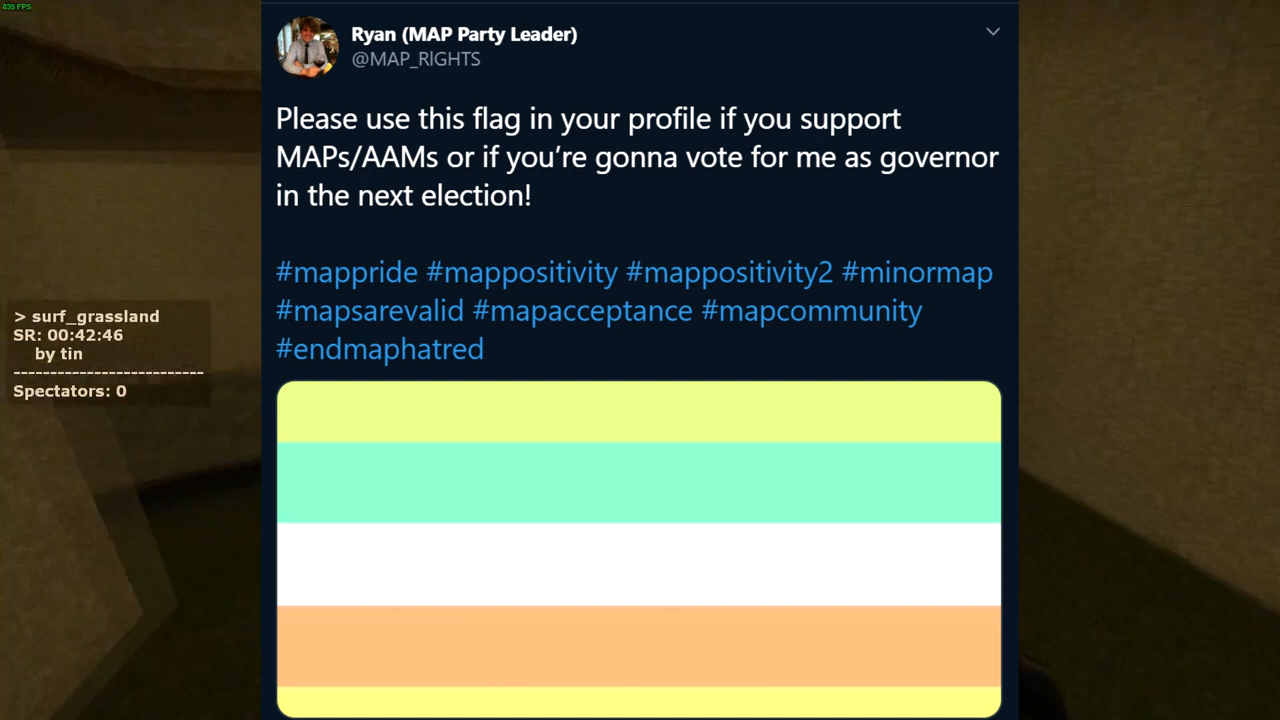 835 FPS
Ryan (MAP Party Leader)
@MAP_RIGHTS
Please use this flag in your profile if you support
MAPs/AAMs or if you’re gonna vote for me as governor
in the next election!
#mappride #mappositivity #mappositivity2 #minormap
#mapsarevalid #mapacceptance #mapcommunity
#endmaphatred
> surf_grassland
SR: 00:42:46
by tin
--------------------------
Spectators: 0